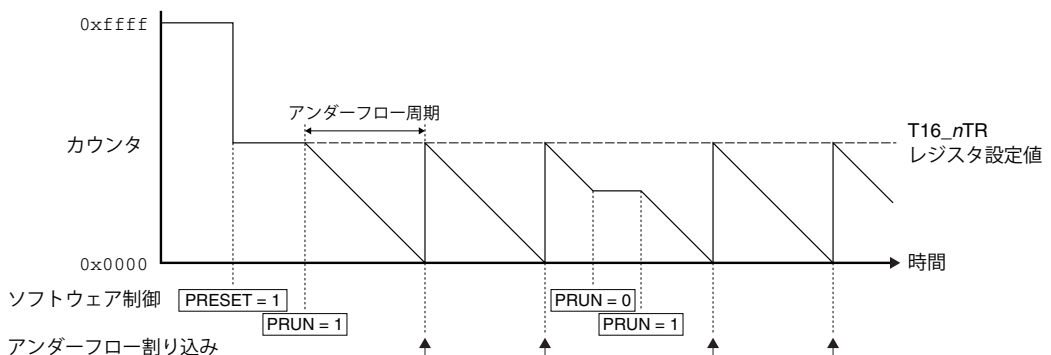 0xffff
アンダーフロー周期
カウンタ
T16_nTR
レジスタ設定値
0x0000
時間
ソフトウェア制御
PRESET = 1
PRUN = 0
PRUN = 1
PRUN = 1
アンダーフロー割り込み